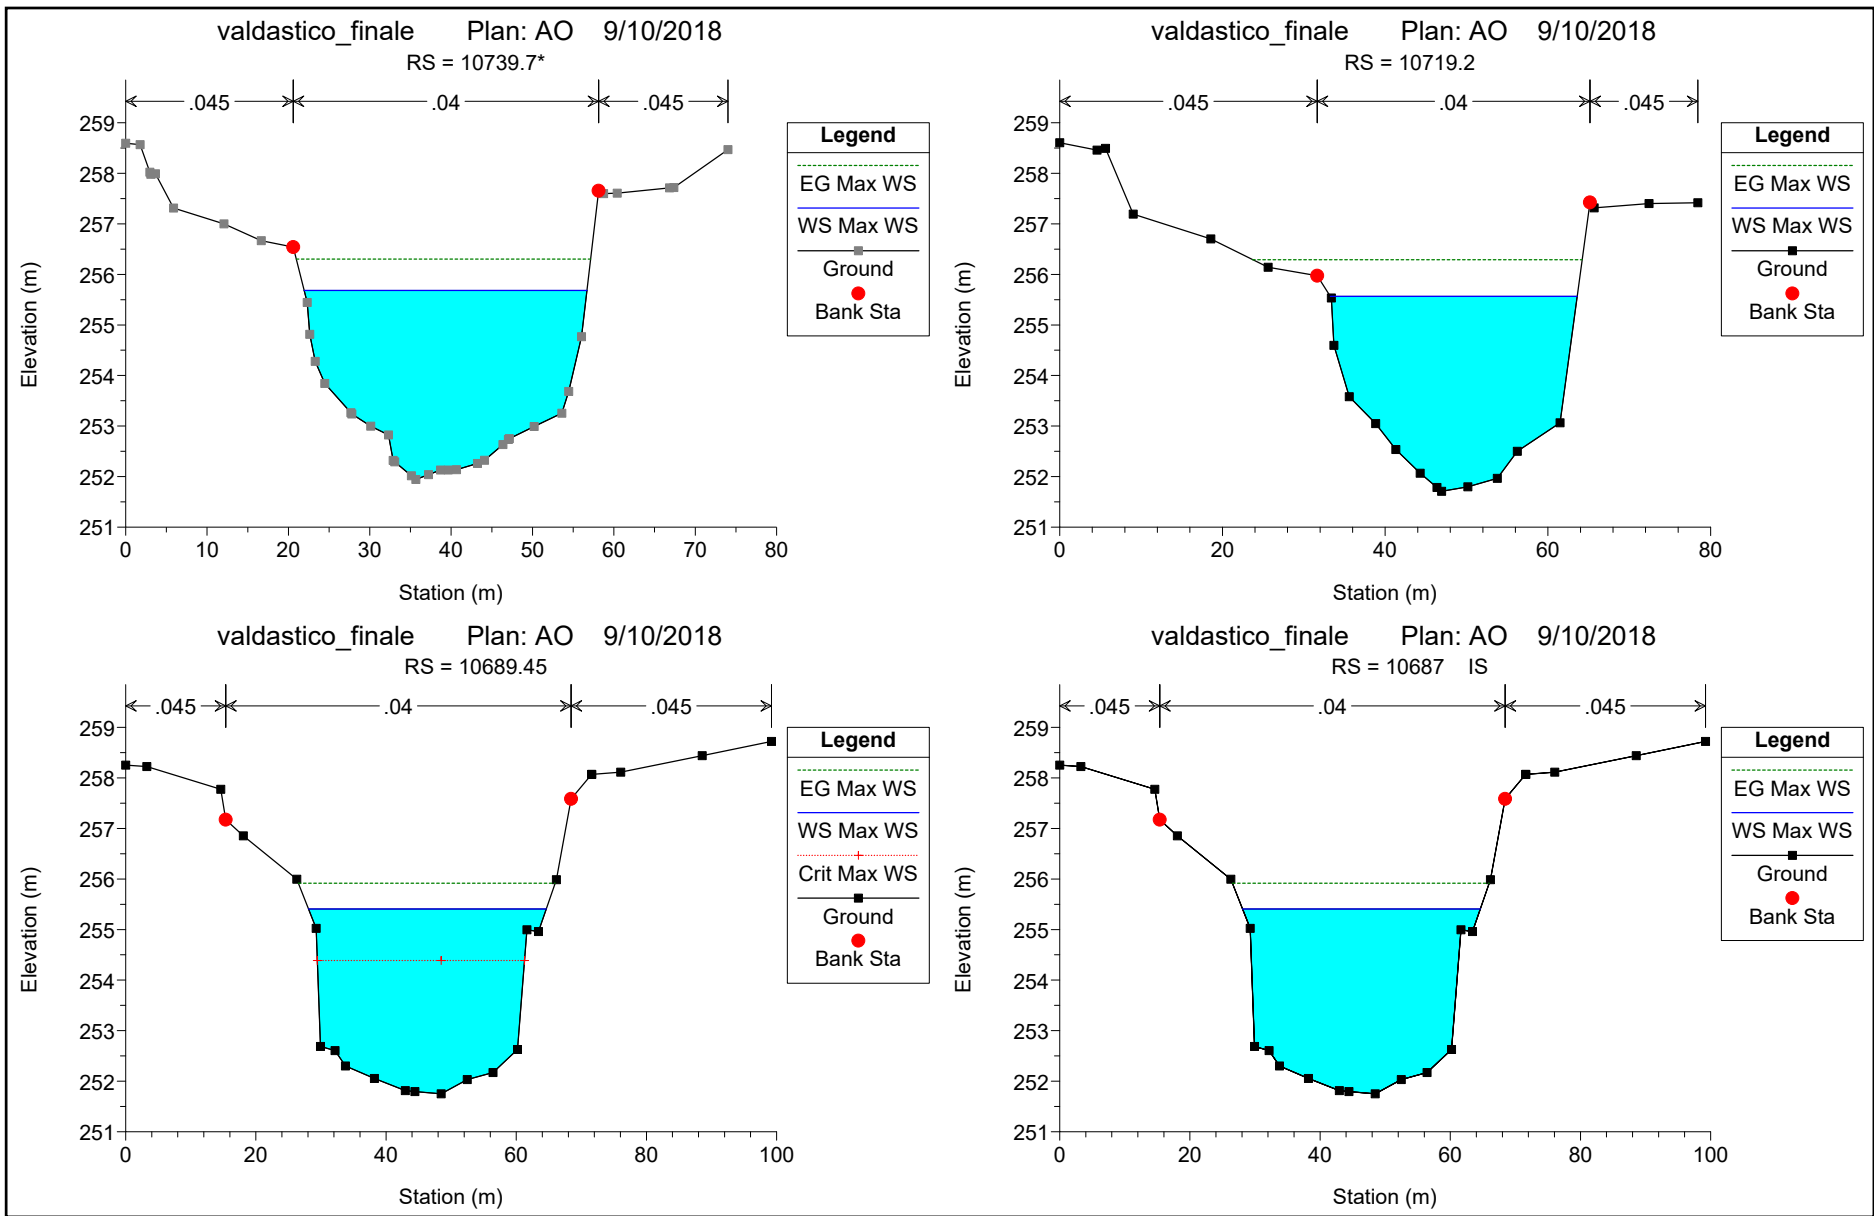 valdastico_finale Plan: AO 9/10/2018
RS = 10739.7*
.045 .04 .045
259
258
257
256
255
254
253
252
251
0 10 20 30 40 50 60 70 80
Station (m)
Elevation (m)
Legend
EG Max WS
WS Max WS
Ground
Bank Sta
valdastico_finale Plan: AO 9/10/2018
RS = 10719.2
.045 .04 .045
259
258
257
256
255
254
253
252
251
0 20 40 60 80
Station (m)
Elevation (m)
Legend
EG Max WS
WS Max WS
Ground
Bank Sta
valdastico_finale Plan: AO 9/10/2018
RS = 10689.45
.045 .04 .045
259
258
257
256
255
254
253
252
251
0 20 40 60 80 100
Station (m)
Elevation (m)
Legend
EG Max WS
WS Max WS
Crit Max WS
Ground
Bank Sta
valdastico_finale Plan: AO 9/10/2018
RS = 10687 IS
.045 .04 .045
259
258
257
256
255
254
253
252
251
0 20 40 60 80 100
Station (m)
Elevation (m)
Legend
EG Max WS
WS Max WS
Ground
Bank Sta